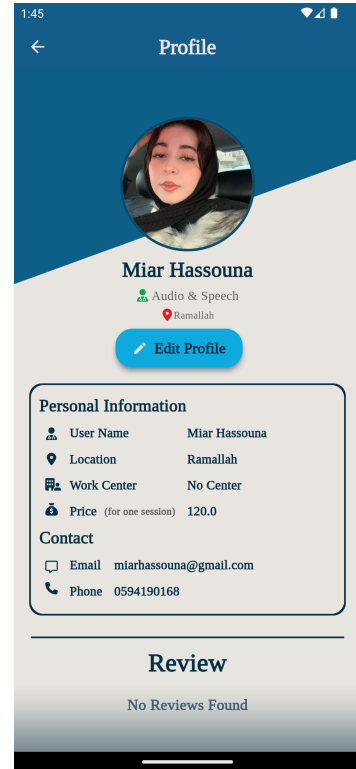 1:45
Profile
Miar Hassouna
Audio & Speech
Ramallah
Edit Profile
Personal Information
User Name Miar Hassouna
Location Ramallah
Work Center No Center
Price (for one session) 120.0
Contact
Email miarhassouna@gmail.com
Phone 0594190168
Review
No Reviews Found